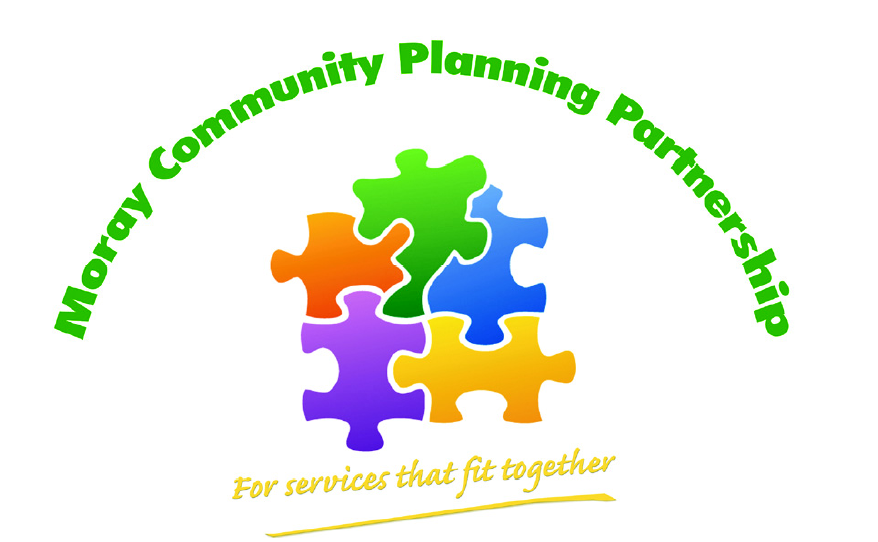 Moray Community Planning Partnership
For services that fit together